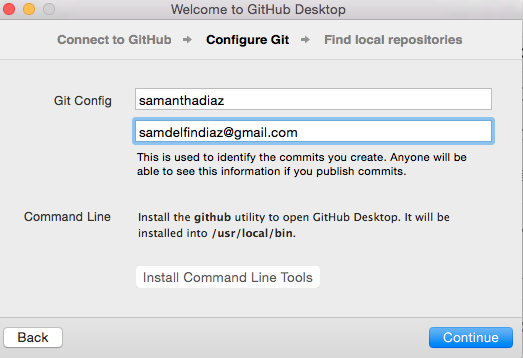 Welcome to GitHub Desktop
Connect to GitHub → Configure Git → Find local repositories
Git Config samanthadiaz
samdelfindiaz@gmail.com
This is used to identify the commits you create. Anyone will be
able to see this information if you publish commits.
Command Line Install the github utility to open GitHub Desktop. It will be
installed into /usr/local/bin.
Install Command Line Tools
Back Continue